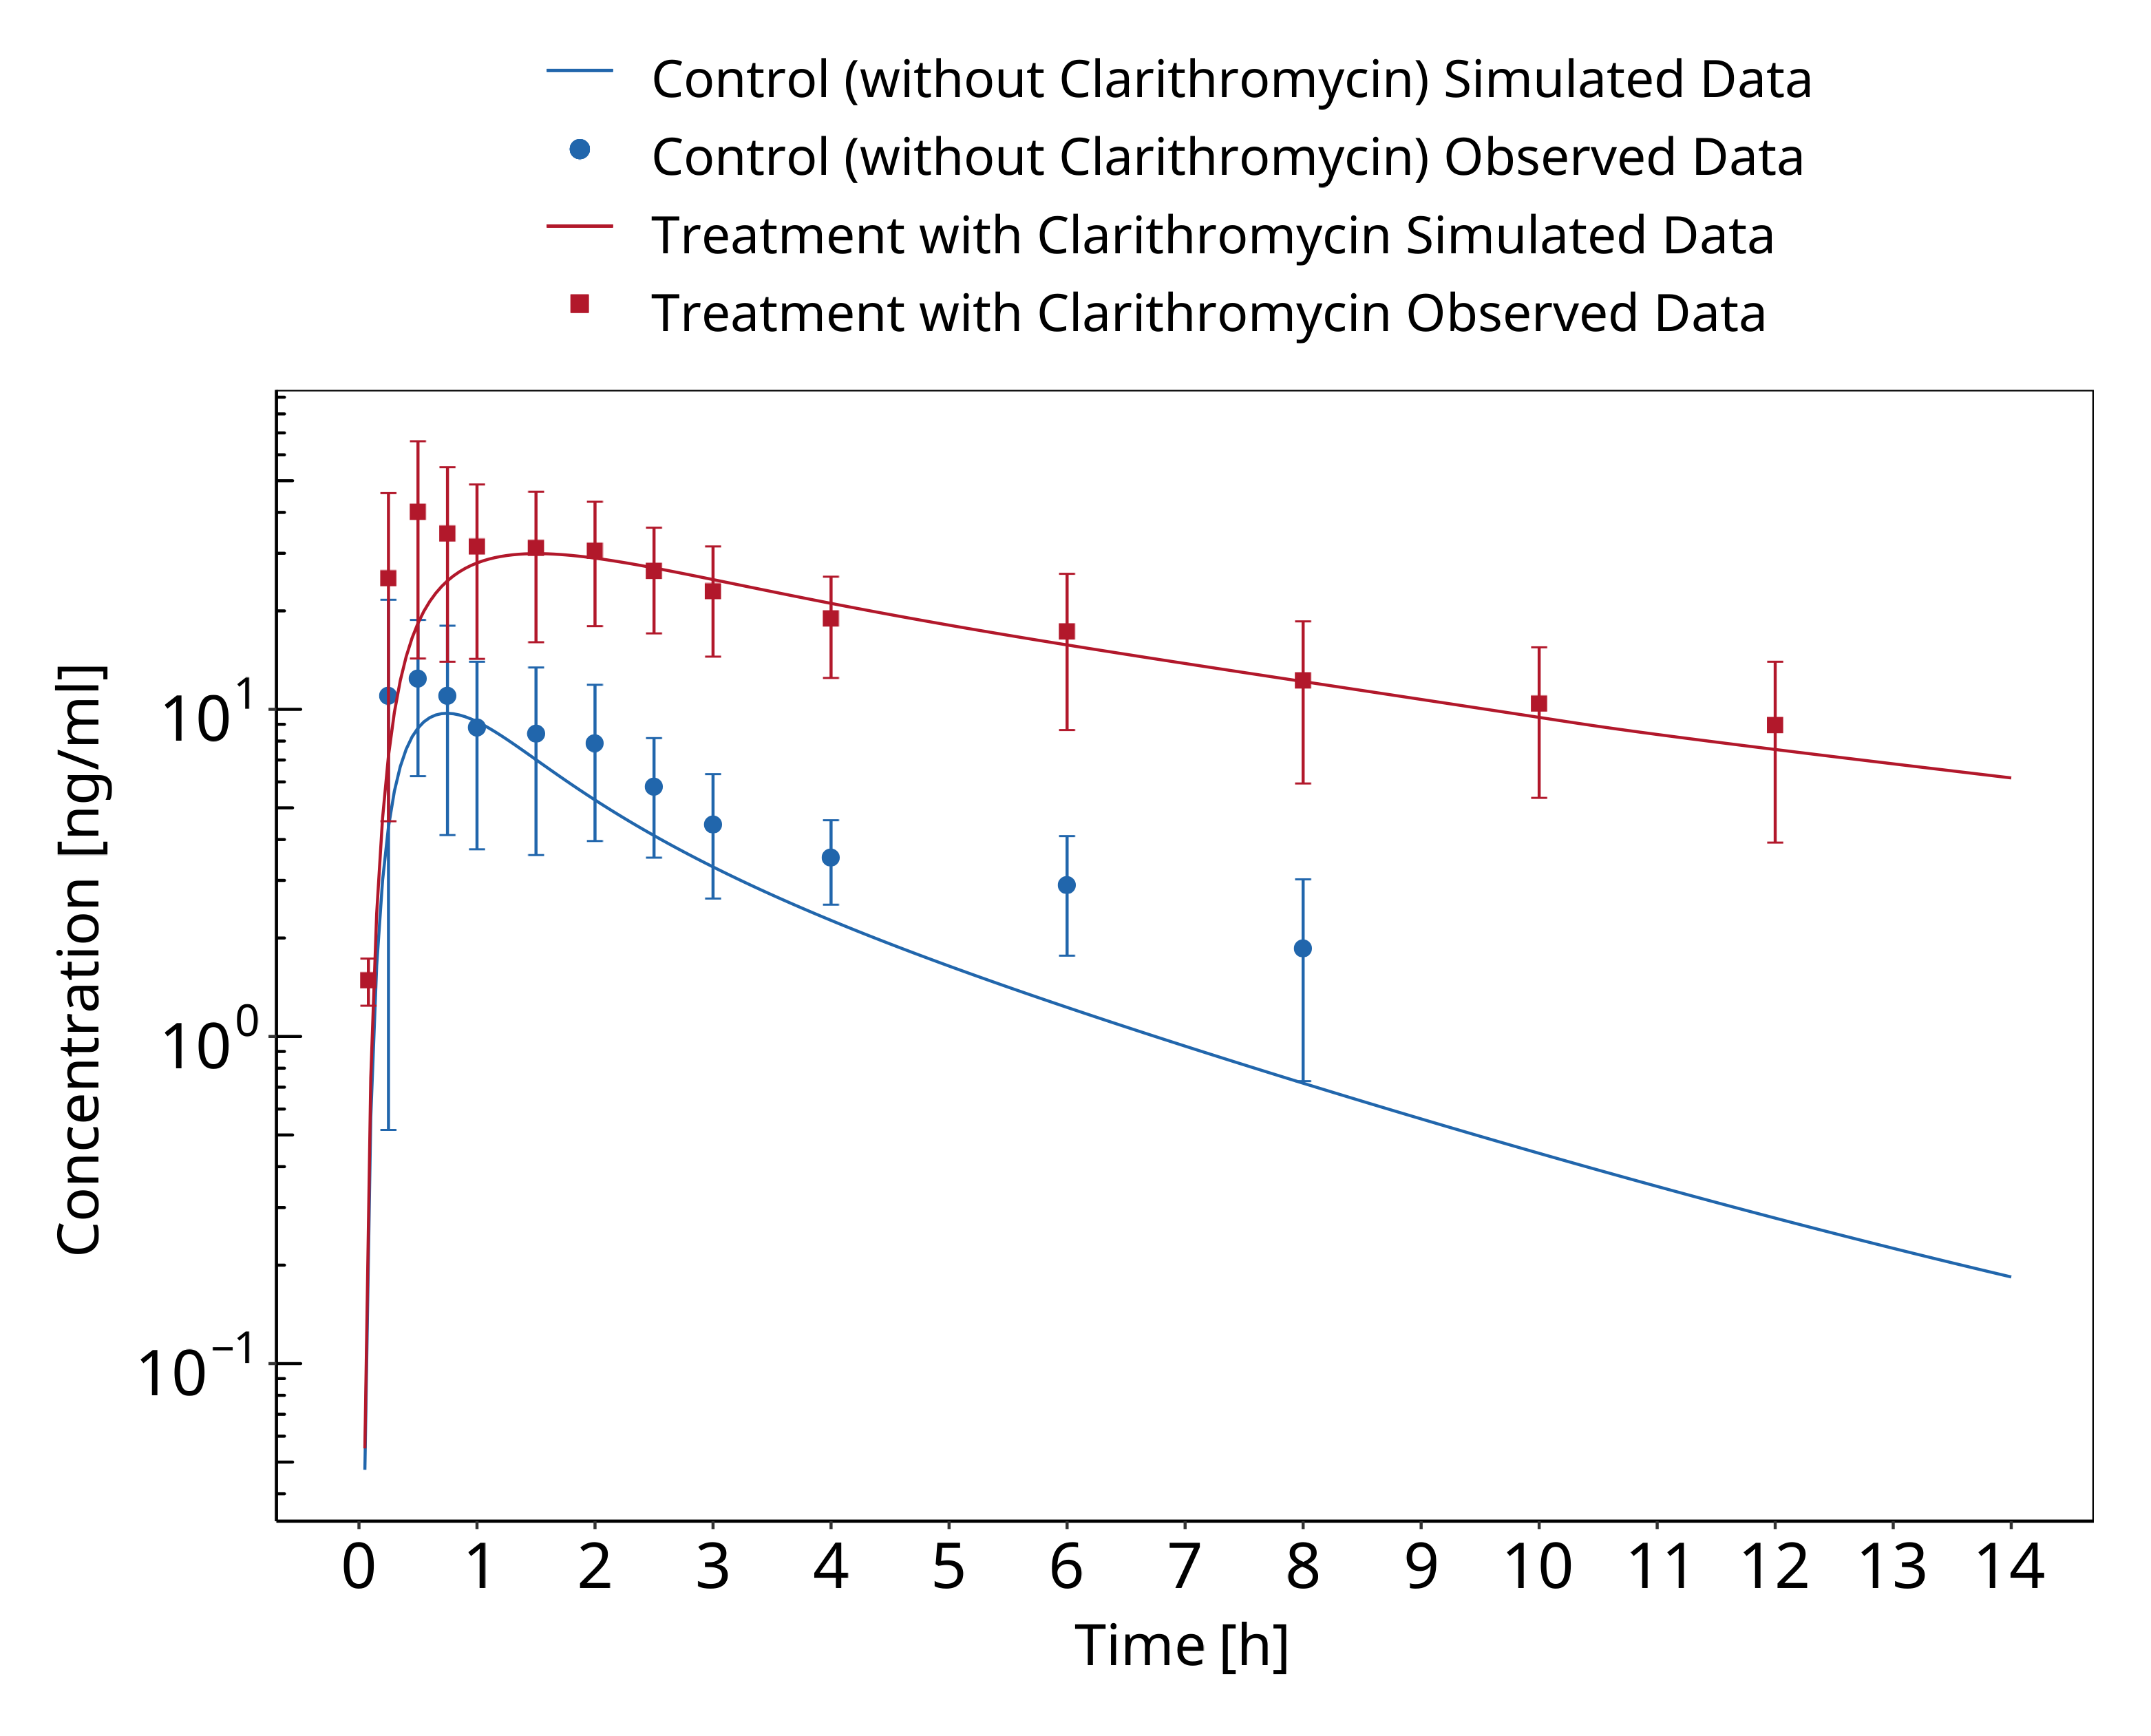 Control (without Clarithromycin) Simulated Data
Control (without Clarithromycin) Observed Data
Treatment with Clarithromycin Simulated Data
Treatment with Clarithromycin Observed Data
Concentration [ng/ml]
10¹
10⁰
10⁻¹
0 1 2 3 4 5 6 7 8 9 10 11 12 13 14
Time [h]